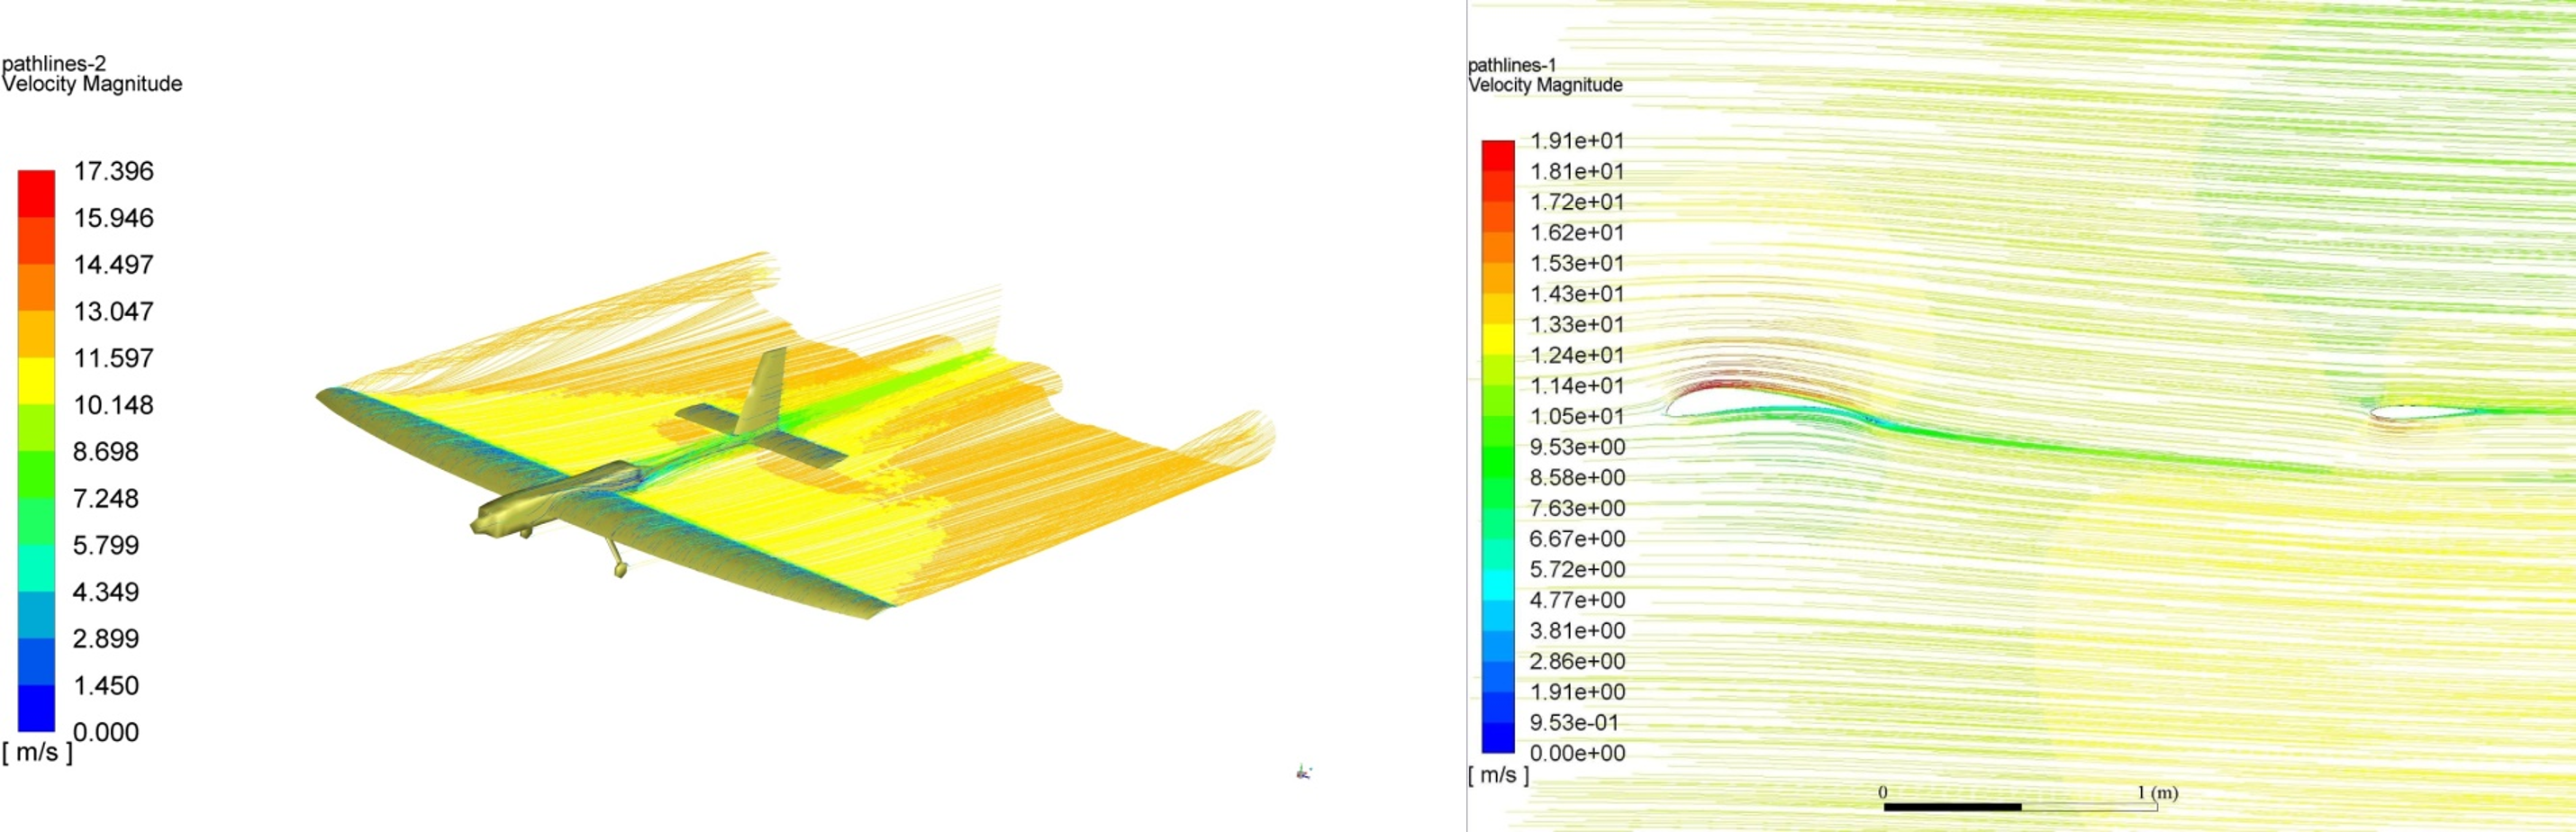 pathlines-2
Velocity Magnitude
17.396
15.946
14.497
13.047
11.597
10.148
8.698
7.248
5.799
4.349
2.899
1.450
0.000
[ m/s ]
pathlines-1
Velocity Magnitude
1.91e+01
1.81e+01
1.72e+01
1.62e+01
1.53e+01
1.43e+01
1.33e+01
1.24e+01
1.14e+01
1.05e+01
9.53e+00
8.58e+00
7.63e+00
6.67e+00
5.72e+00
4.77e+00
3.81e+00
2.86e+00
1.91e+00
9.53e-01
0.00e+00
[ m/s ]
0 1 (m)